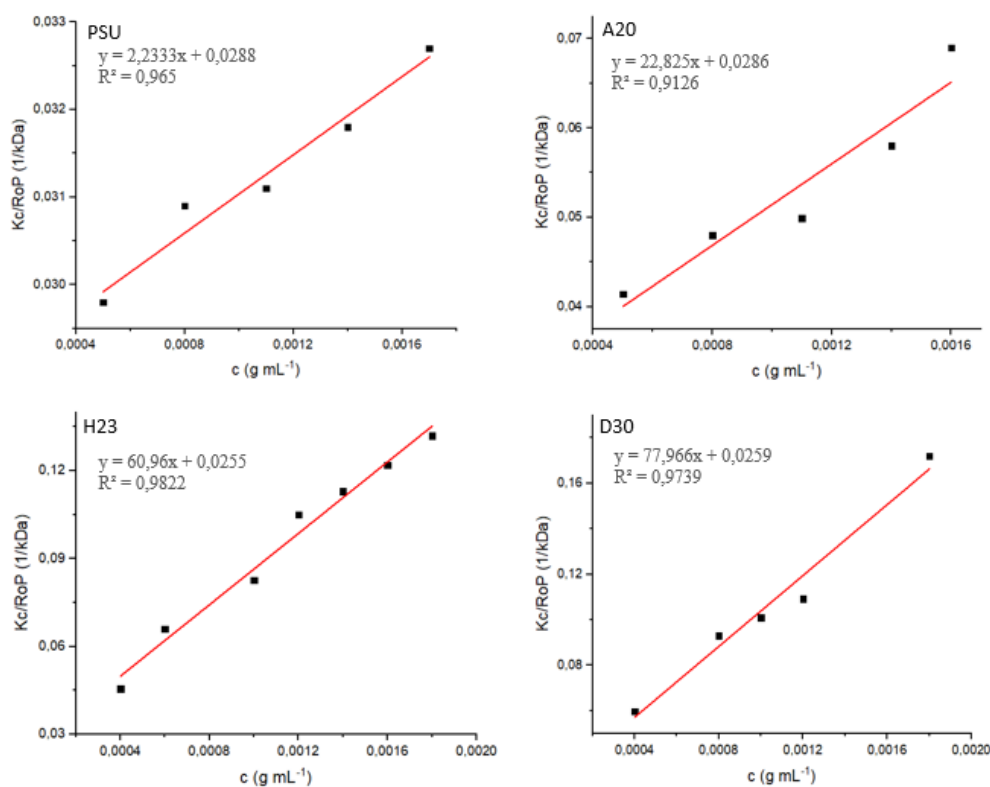 PSU
y = 2,2333x + 0,0288
R² = 0,965
0,033
0,032
0,031
0,030
Kc/RoP (1/kDa)
0,0004
0,0008
0,0012
0,0016
c (g mL⁻¹)
A20
y = 22,825x + 0,0286
R² = 0,9126
0,07
0,06
0,05
0,04
Kc/RoP (1/kDa)
0,0004
0,0008
0,0012
0,0016
c (g mL⁻¹)
H23
y = 60,96x + 0,0255
R² = 0,9822
0,12
0,09
0,06
0,03
Kc/RoP (1/kDa)
0,0004
0,0008
0,0012
0,0016
0,0020
c (g mL⁻¹)
D30
y = 77,966x + 0,0259
R² = 0,9739
0,16
0,12
0,08
Kc/RoP (1/kDa)
0,0004
0,0008
0,0012
0,0016
0,0020
c (g mL⁻¹)